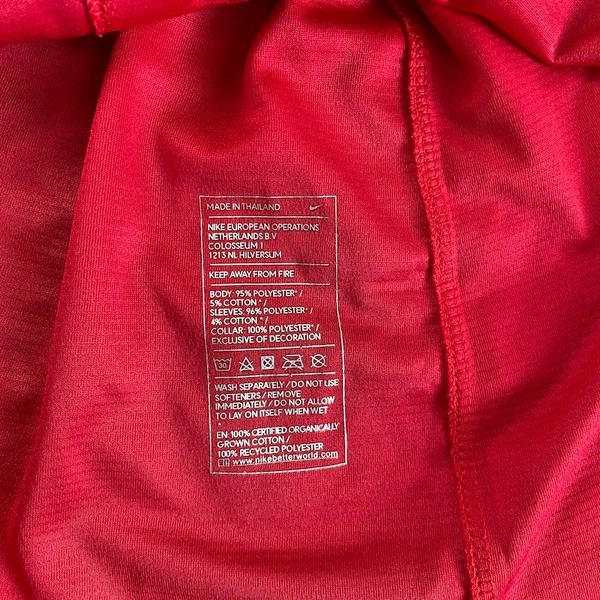 MADE IN THAILAND
NIKE EUROPEAN OPERATIONS
NETHERLANDS B.V
COLOSSEUM 1
1213 NL HILVERSUM
KEEP AWAY FROM FIRE
BODY: 95% POLYESTER* /
5% COTTON * /
SLEEVES: 96% POLYESTER* /
4% COTTON * /
COLLAR: 100% POLYESTER* /
EXCLUSIVE OF DECORATION
30
WASH SEPARATELY / DO NOT USE
SOFTENERS / REMOVE
IMMEDIATELY / DO NOT ALLOW
TO LAY ON ITSELF WHEN WET
*
EN: 100% CERTIFIED ORGANICALLY
GROWN COTTON /
100% RECYCLED POLYESTER
www.nikebetterworld.com